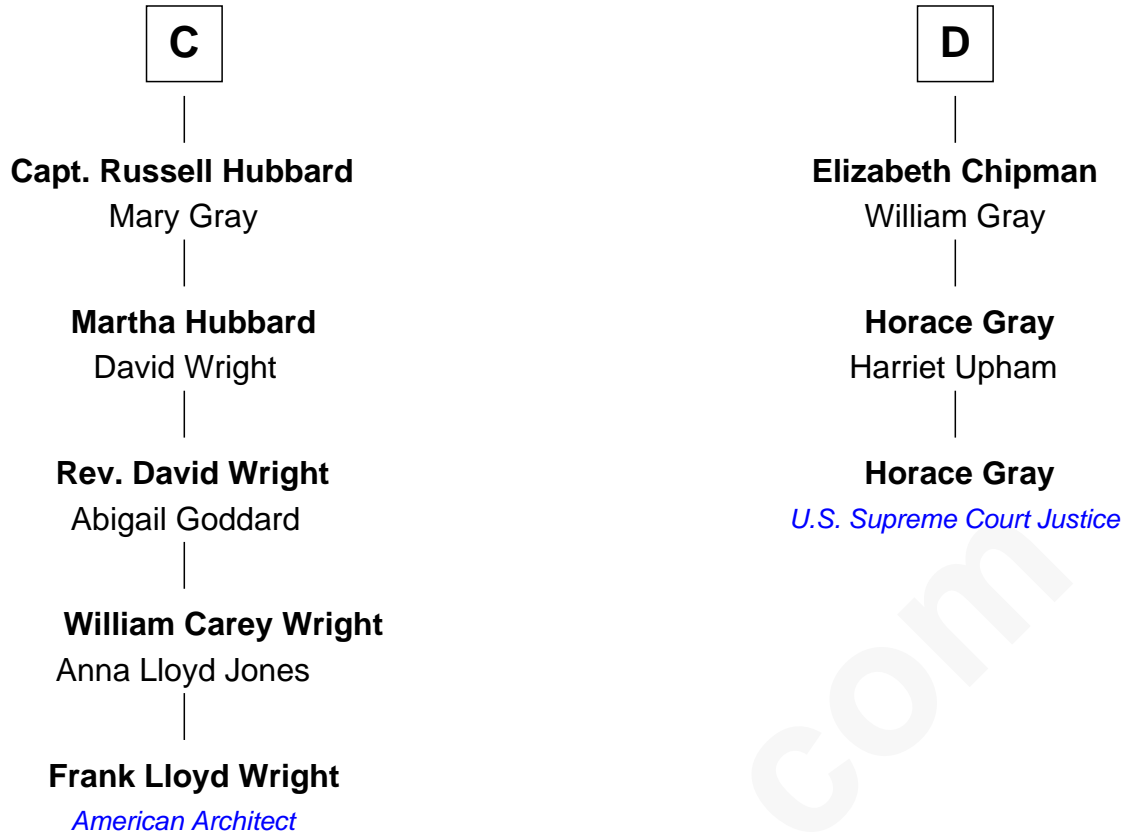 C
Capt. Russell Hubbard
Mary Gray
Martha Hubbard
David Wright
Rev. David Wright
Abigail Goddard
William Carey Wright
Anna Lloyd Jones
Frank Lloyd Wright
American Architect
D
Elizabeth Chipman
William Gray
Horace Gray
Harriet Upham
Horace Gray
U.S. Supreme Court Justice
com